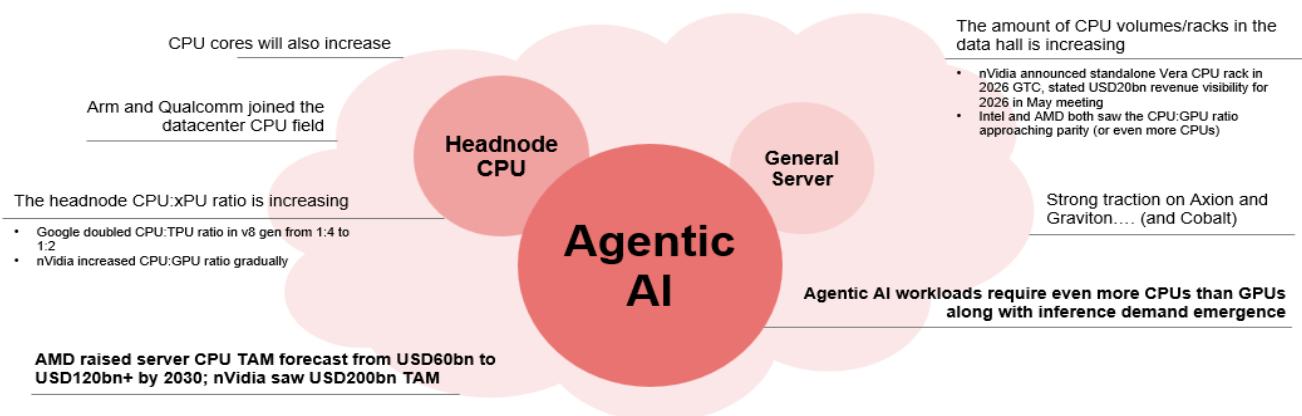 CPU cores will also increase
Arm and Qualcomm joined the
datacenter CPU field
The headnode CPU:xPU ratio is increasing
• Google doubled CPU:TPU ratio in v8 gen from 1:4 to
1:2
• nVidia increased CPU:GPU ratio gradually
AMD raised server CPU TAM forecast from USD60bn to
USD120bn+ by 2030; nVidia saw USD200bn TAM
Headnode
CPU
Agentic
AI
General
Server
The amount of CPU volumes/racks in the
data hall is increasing
• nVidia announced standalone Vera CPU rack in
2026 GTC, stated USD20bn revenue visibility for
2026 in May meeting
• Intel and AMD both saw the CPU:GPU ratio
approaching parity (or even more CPUs)
Strong traction on Axion and
Graviton…. (and Cobalt)
Agentic AI workloads require even more CPUs than GPUs
along with inference demand emergence